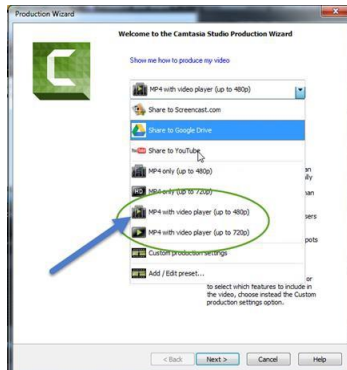 Production Wizard
Welcome to the Camtasia Studio Production Wizard
Show me how to produce my video
MP4 with video player (up to 480p)
Share to Screencast.com
Share to Google Drive
Share to YouTube
MP4 only (up to 480p)
MP4 only (up to 720p)
MP4 with video player (up to 480p)
MP4 with video player (up to 720p)
Custom production settings
Add / Edit preset...
or
to select which features to include in
the video, choose instead the Custom
production settings option.
< Back Next > Cancel Help